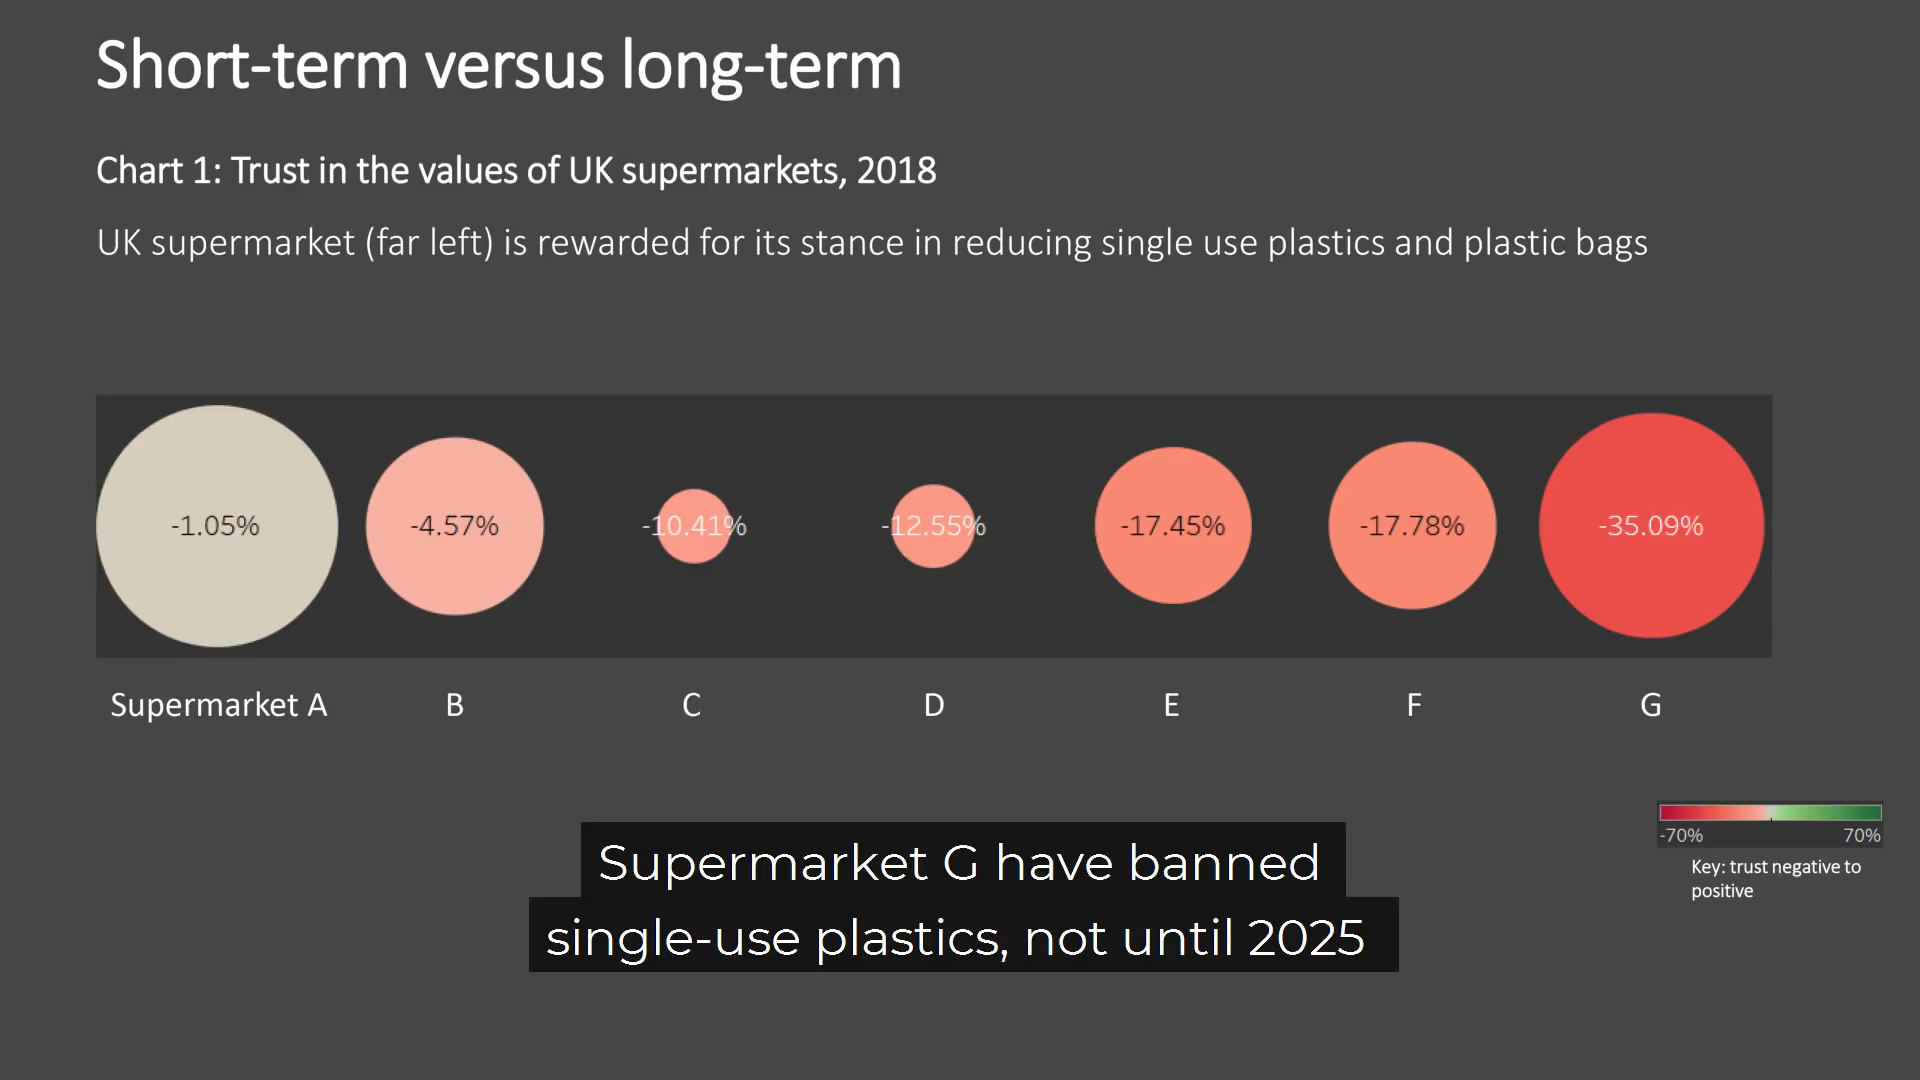 Short-term versus long-term
Chart 1: Trust in the values of UK supermarkets, 2018
UK supermarket (far left) is rewarded for its stance in reducing single use plastics and plastic bags
-1.05% -4.57% -10.41% -12.55% -17.45% -17.78% -35.09%
Supermarket A B C D E F G
-70% 70%
Key: trust negative to
positive
Supermarket G have banned
single-use plastics, not until 2025